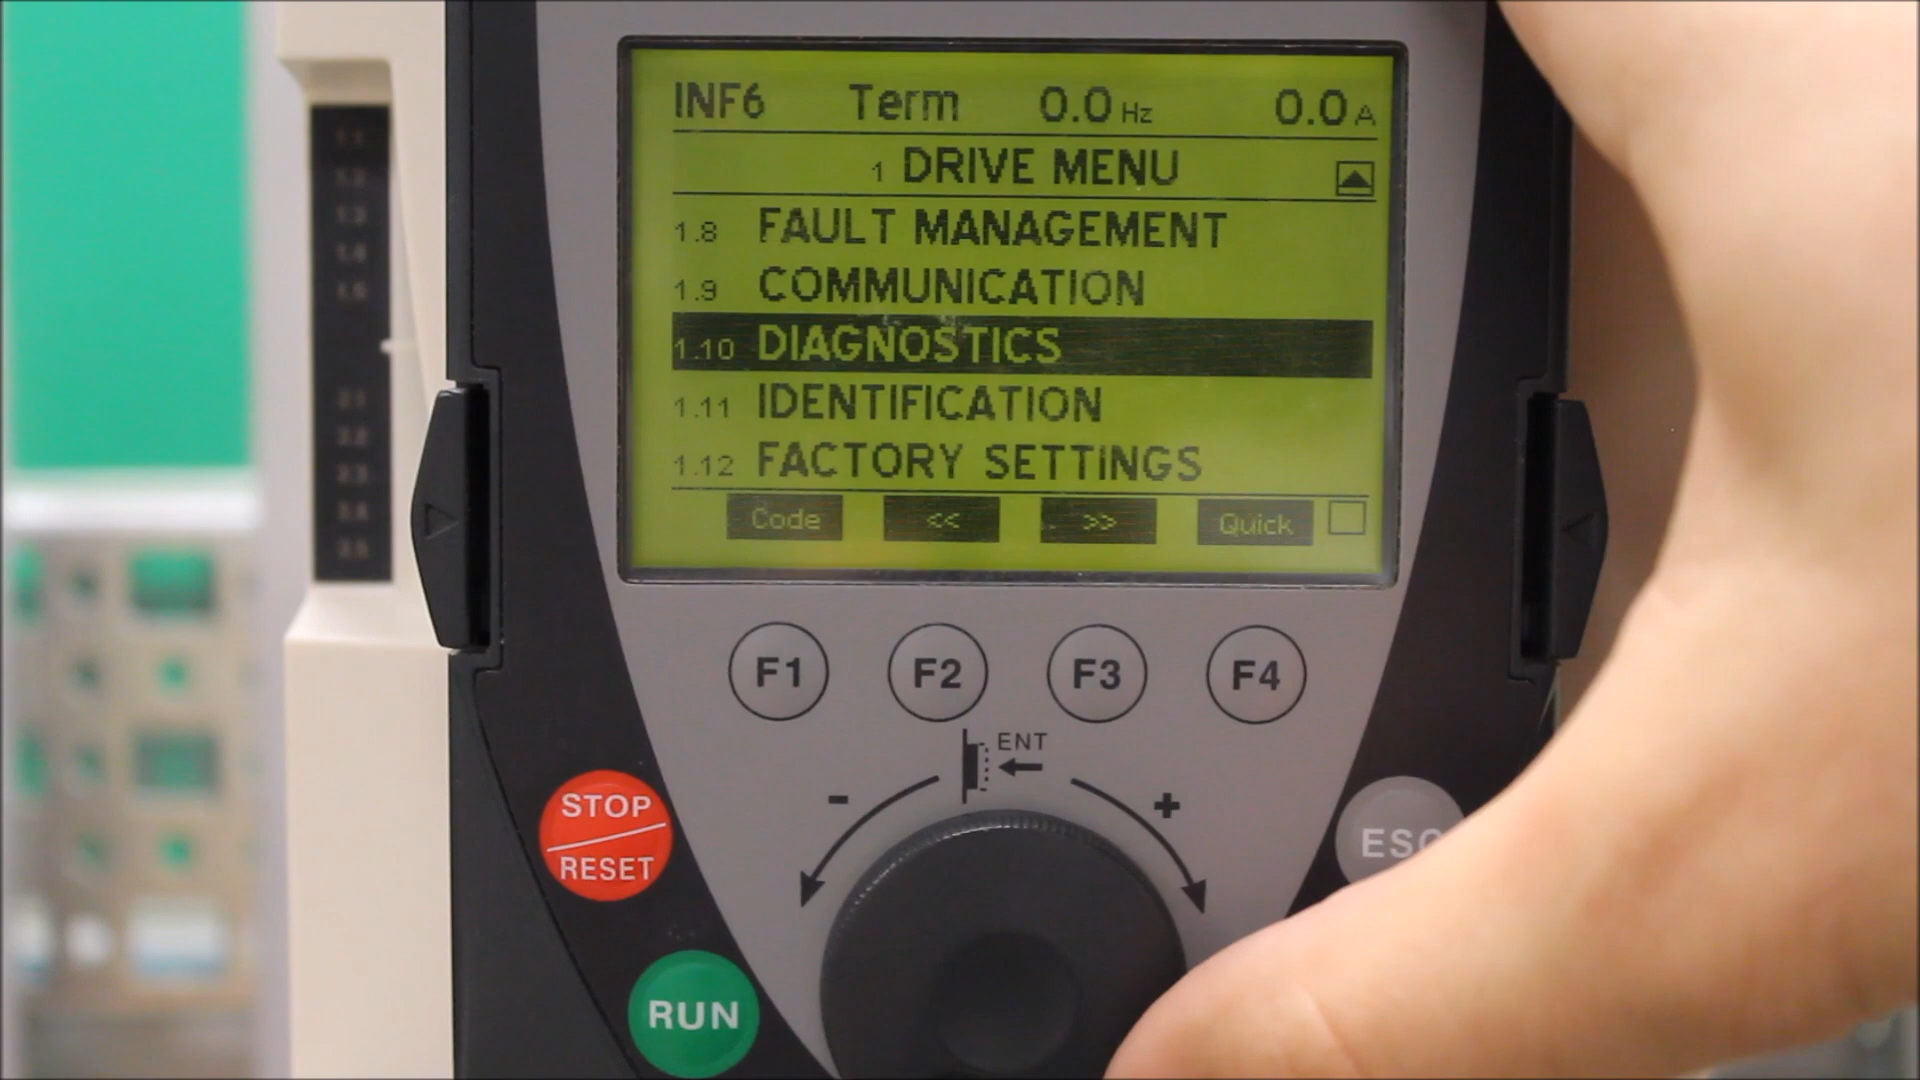 INF6 Term 0.0 Hz 0.0 A
1 DRIVE MENU
1.8 FAULT MANAGEMENT
1.9 COMMUNICATION
1.10 DIAGNOSTICS
1.11 IDENTIFICATION
1.12 FACTORY SETTINGS
Code << >> Quick
F1 F2 F3 F4
ENT
- +
STOP
RESET
ESC
RUN